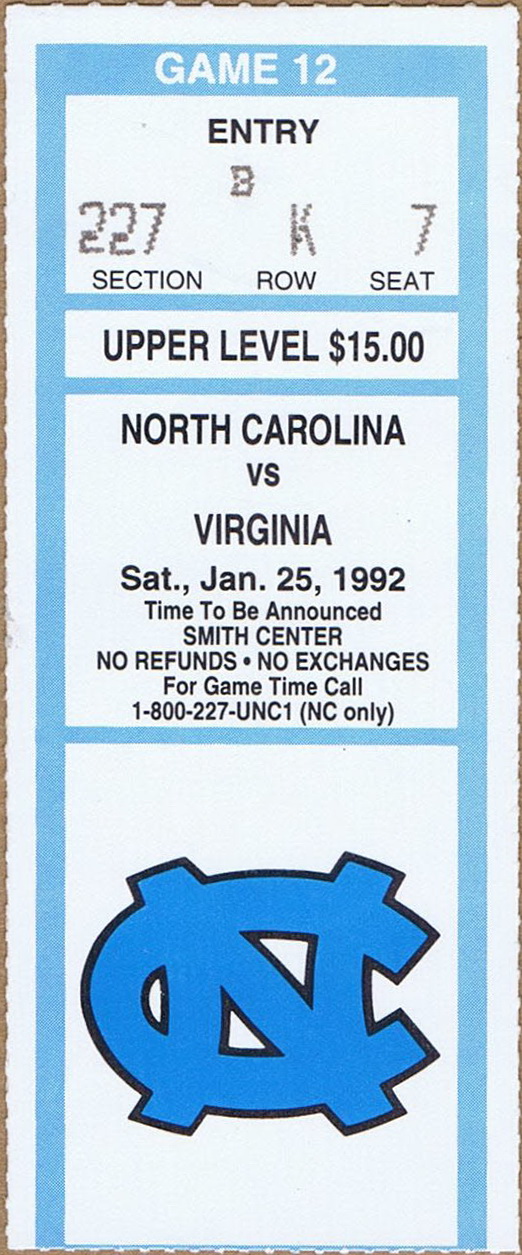 GAME 12
ENTRY
B
227 K 7
SECTION ROW SEAT
UPPER LEVEL $15.00
NORTH CAROLINA
VS
VIRGINIA
Sat., Jan. 25, 1992
Time To Be Announced
SMITH CENTER
NO REFUNDS • NO EXCHANGES
For Game Time Call
1-800-227-UNC1 (NC only)
NC